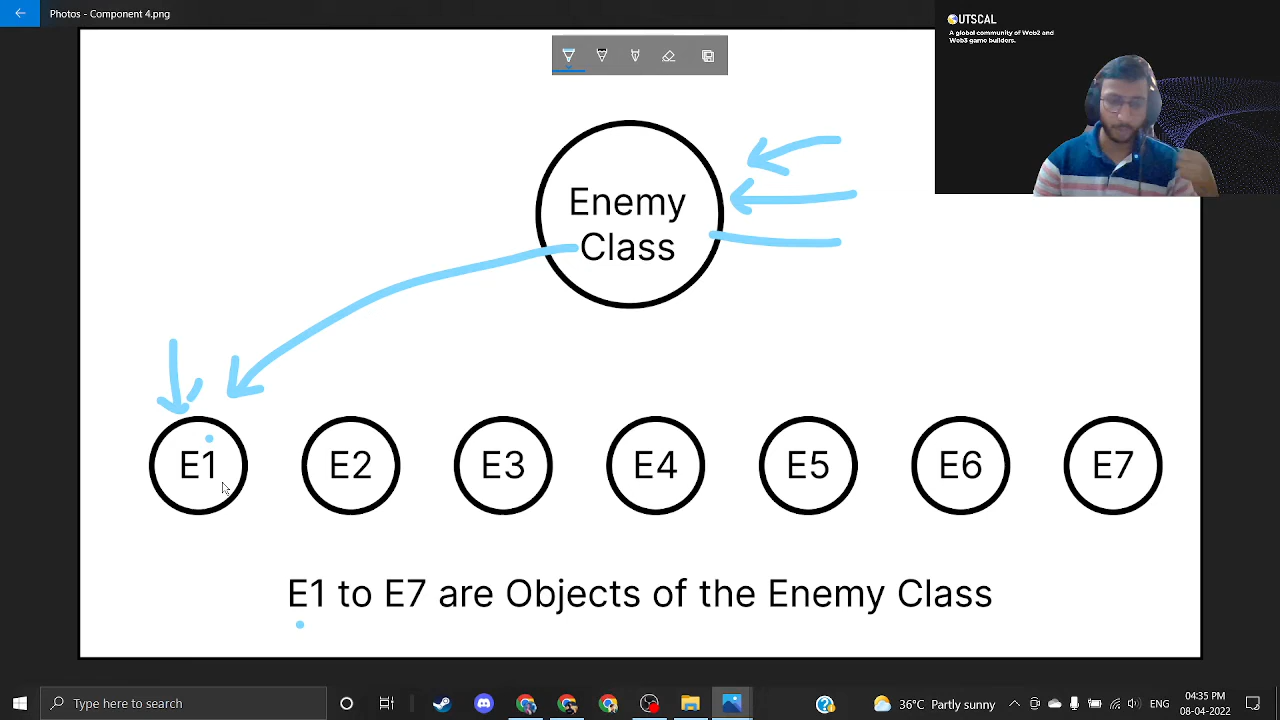 Photos - Component 4.png
OUTSCAL
A global community of Web2 and
Web3 game builders.
Enemy
Class
E1 E2 E3 E4 E5 E6 E7
E1 to E7 are Objects of the Enemy Class
Type here to search
36°C Partly sunny
04:35 PM
08-04-2022